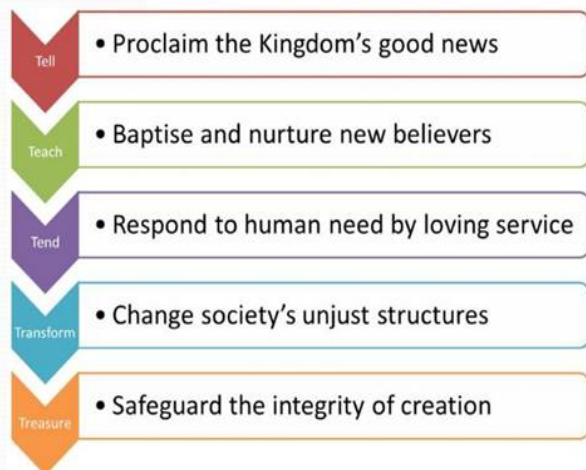 Tell
• Proclaim the Kingdom's good news
Teach
• Baptise and nurture new believers
Tend
• Respond to human need by loving service
Transform
• Change society's unjust structures
Treasure
• Safeguard the integrity of creation